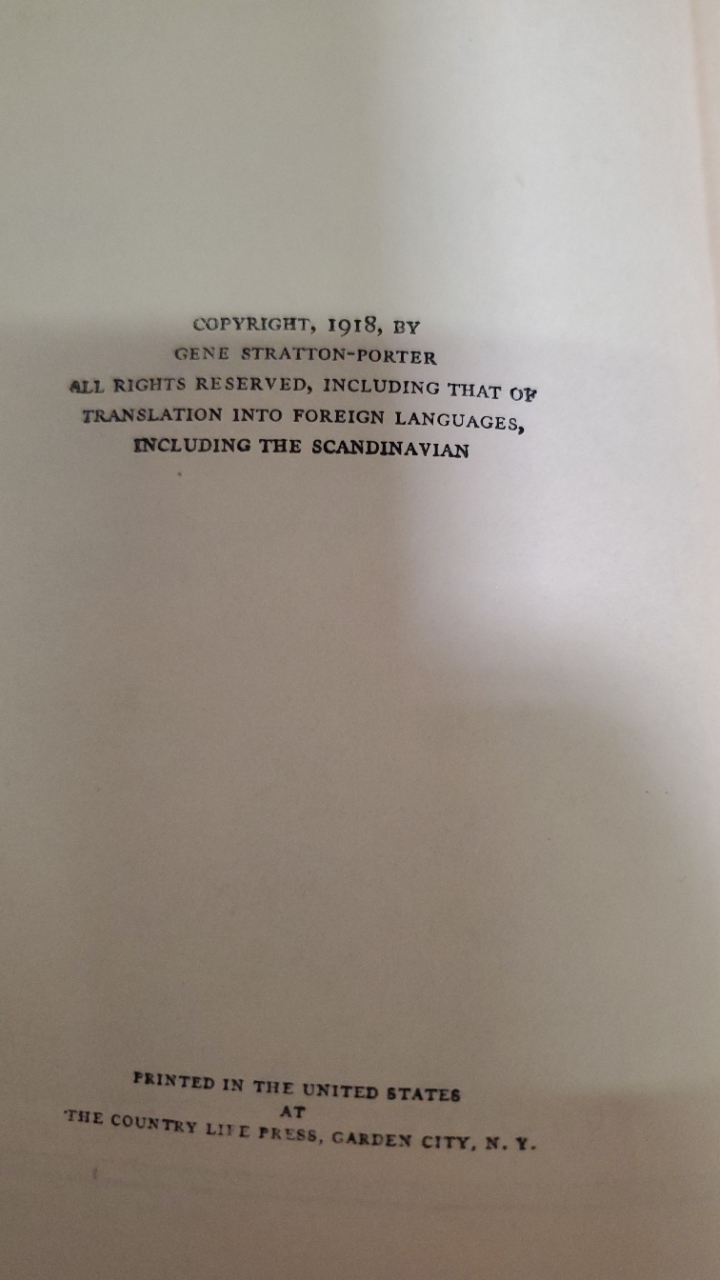 COPYRIGHT, 1918, BY
GENE STRATTON-PORTER
ALL RIGHTS RESERVED, INCLUDING THAT OF
TRANSLATION INTO FOREIGN LANGUAGES,
INCLUDING THE SCANDINAVIAN
PRINTED IN THE UNITED STATES
AT
THE COUNTRY LIFE PRESS, GARDEN CITY, N. Y.